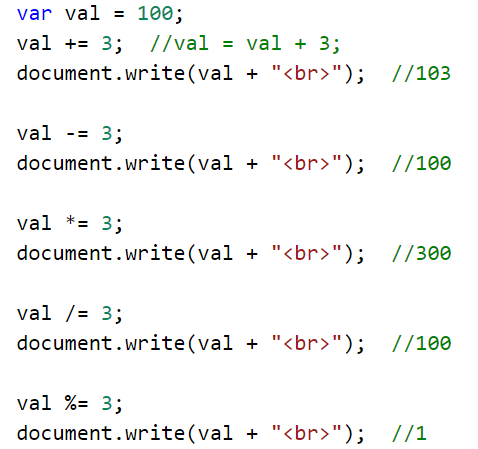 var val = 100;
val += 3;  //val = val + 3;
document.write(val + "<br>");  //103
val -= 3;
document.write(val + "<br>");  //100
val *= 3;
document.write(val + "<br>");  //300
val /= 3;
document.write(val + "<br>");  //100
val %= 3;
document.write(val + "<br>");  //1